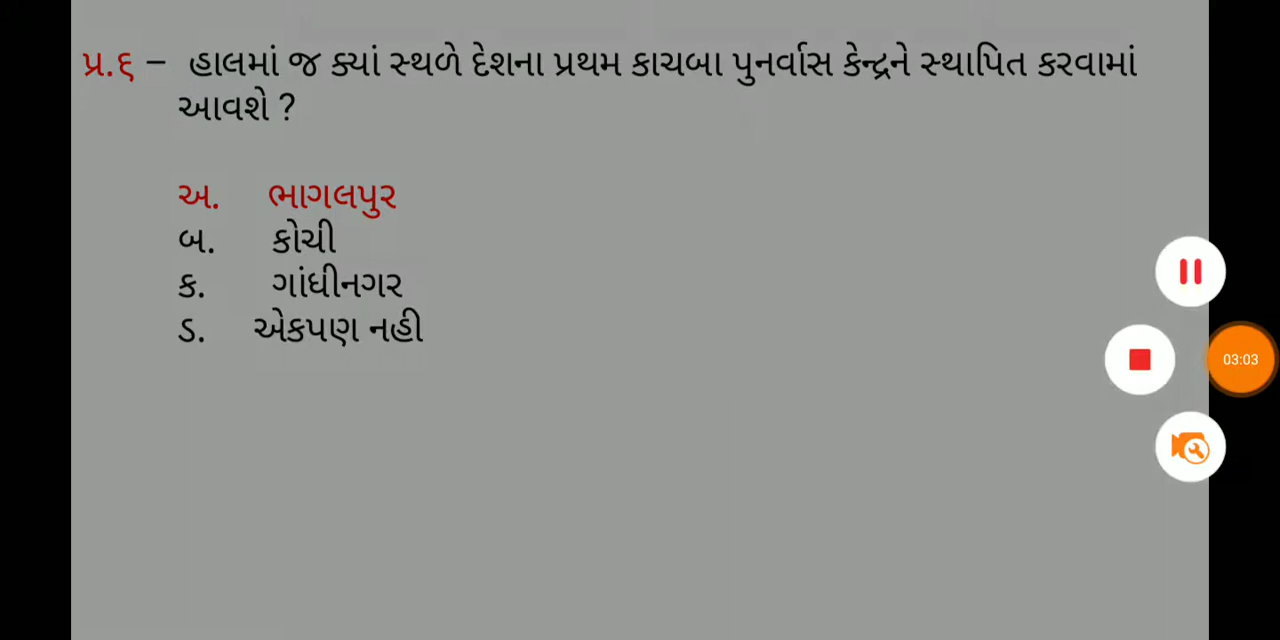 પ્ર.૬ – હાલમાં જ ક્યાં સ્થળે દેશના પ્રથમ કાચબા પુનર્વાસ કેન્દ્રને સ્થાપિત કરવામાં
આવશે ?
અ. ભાગલપુર
બ. કોચી
ક. ગાંધીનગર
ડ. એકપણ નહી
03:03